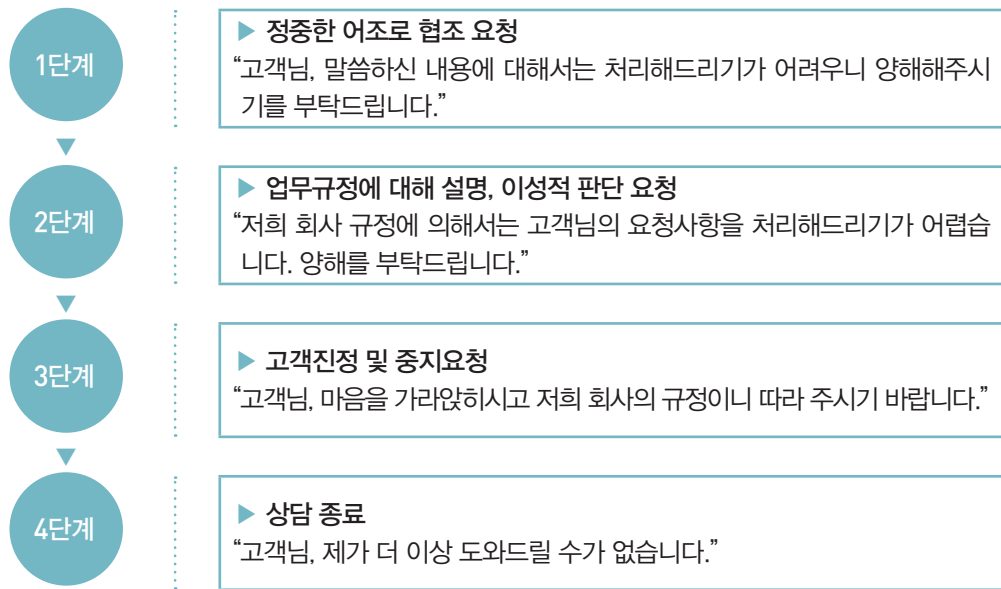 1단계
▶ 정중한 어조로 협조 요청
“고객님, 말씀하신 내용에 대해서는 처리해드리기가 어려우니 양해해주시
기를 부탁드립니다.”
2단계
▶ 업무규정에 대해 설명, 이성적 판단 요청
“저희 회사 규정에 의해서는 고객님의 요청사항을 처리해드리기가 어렵습
니다. 양해를 부탁드립니다.”
3단계
▶ 고객진정 및 중지요청
“고객님, 마음을 가라앉히시고 저희 회사의 규정이니 따라 주시기 바랍니다.”
4단계
▶ 상담 종료
“고객님, 제가 더 이상 도와드릴 수가 없습니다.”